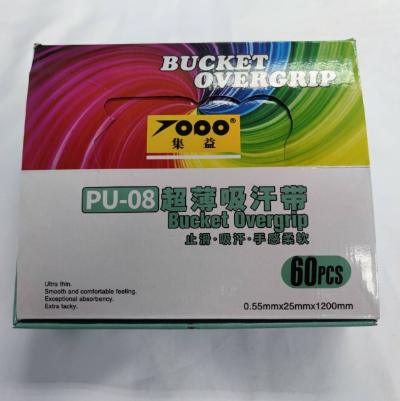 BUCKET
OVERGRIP
7000®
集益
PU-08 超薄吸汗带
Bucket Overgrip
止滑·吸汗·手感柔软
60PCS
Ultra thin.
Smooth and comfortable feeling.
Exceptional absorbency.
Extra tacky.
0.55mmx25mmx1200mm